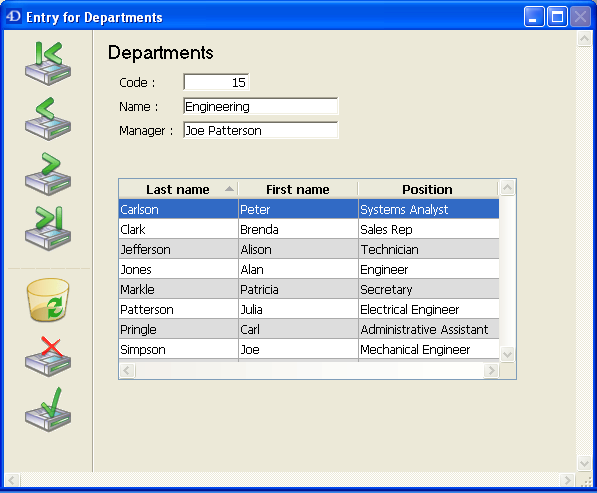 4D Entry for Departments
Departments
Code : 15
Name : Engineering
Manager : Joe Patterson
Last name First name Position
Carlson Peter Systems Analyst
Clark Brenda Sales Rep
Jefferson Alison Technician
Jones Alan Engineer
Markle Patricia Secretary
Patterson Julia Electrical Engineer
Pringle Carl Administrative Assistant
Simpson Joe Mechanical Engineer